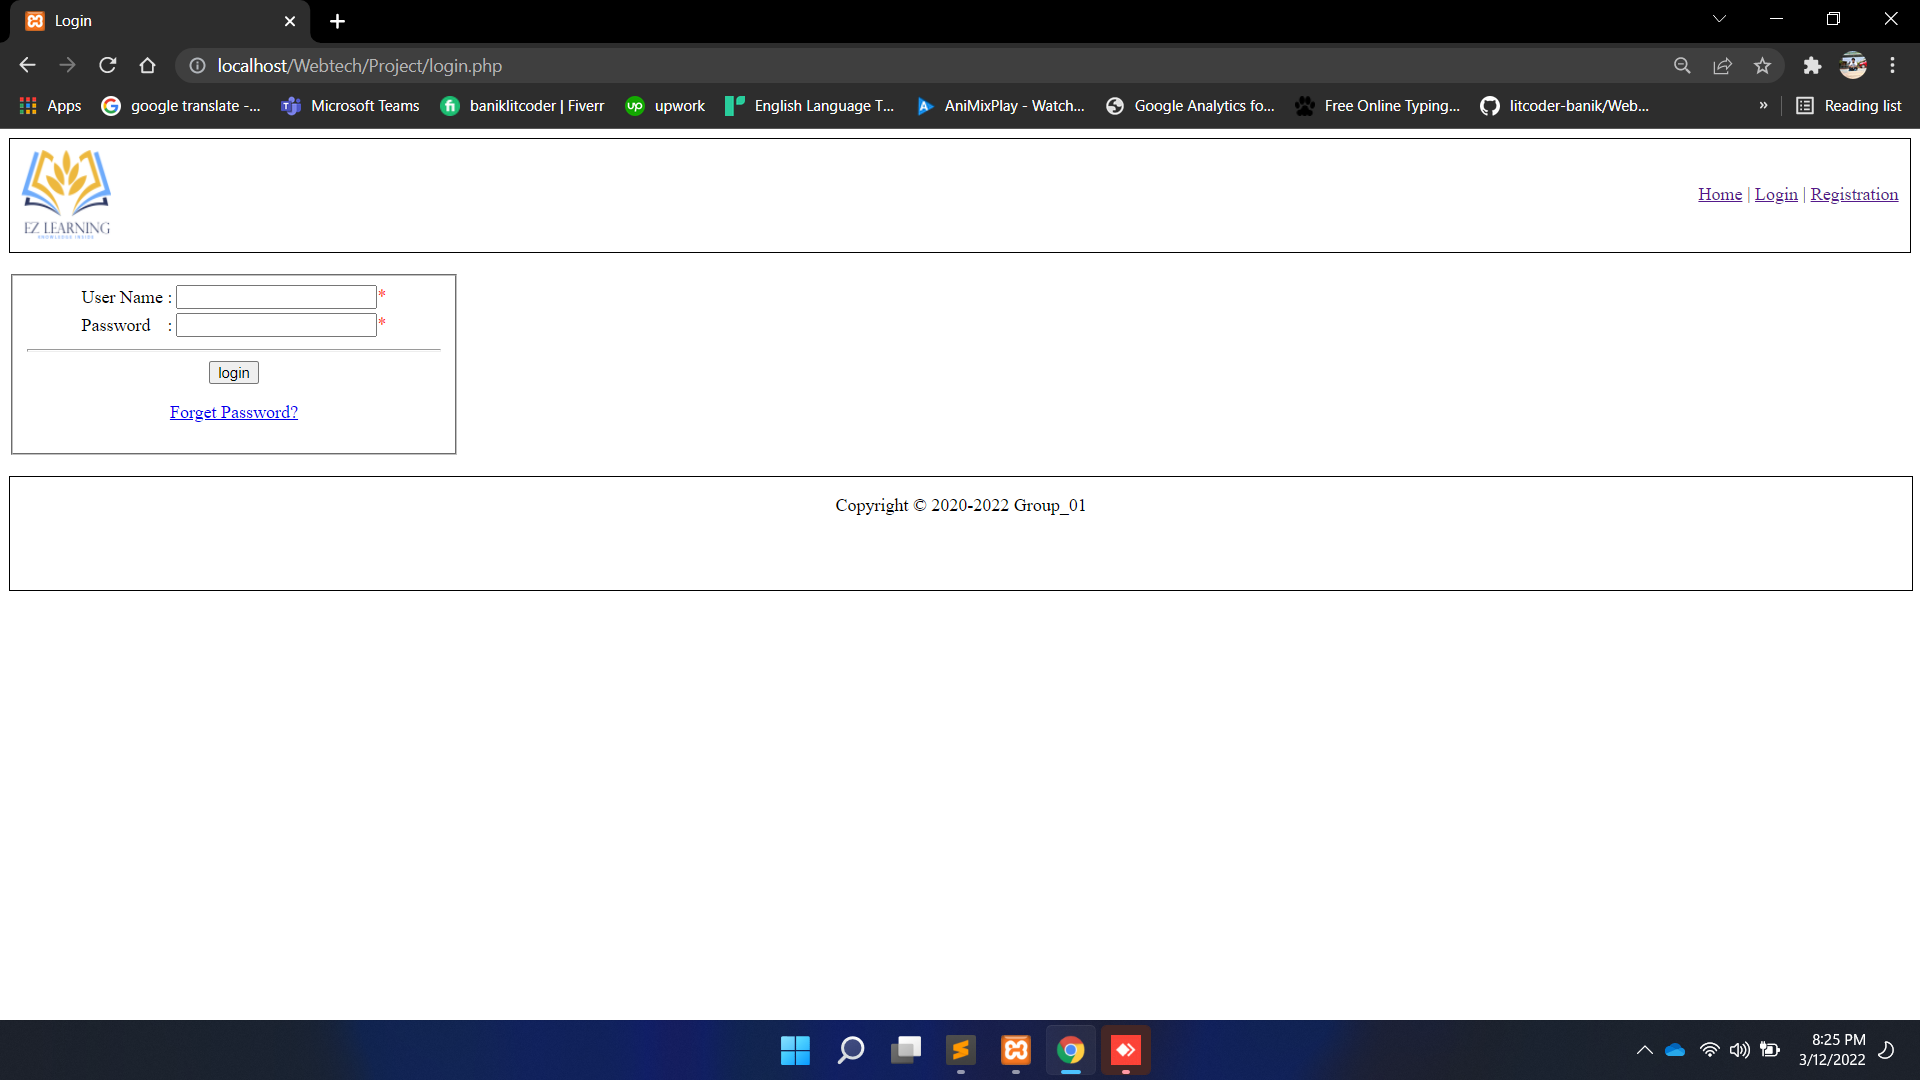 Login
localhost/Webtech/Project/login.php
Apps google translate -... Microsoft Teams baniklitcoder | Fiverr upwork English Language T... AniMixPlay - Watch... Google Analytics fo... Free Online Typing... litcoder-banik/Web... » Reading list
EZ LEARNING
KNOWLEDGE INSIDE
Home | Login | Registration
User Name : *
Password : *
login
Forget Password?
Copyright © 2020-2022 Group_01
8:25 PM
3/12/2022